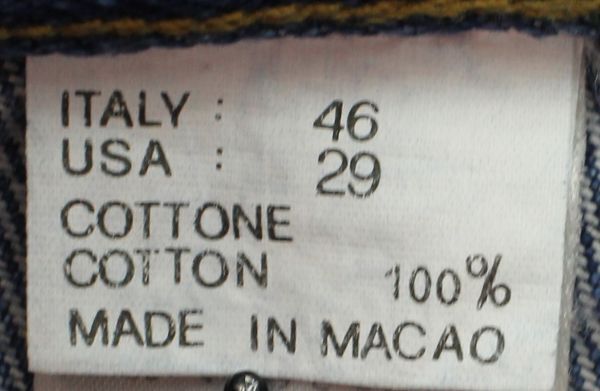 ITALY : 46
USA : 29
COTTONE
COTTON 100%
MADE IN MACAO